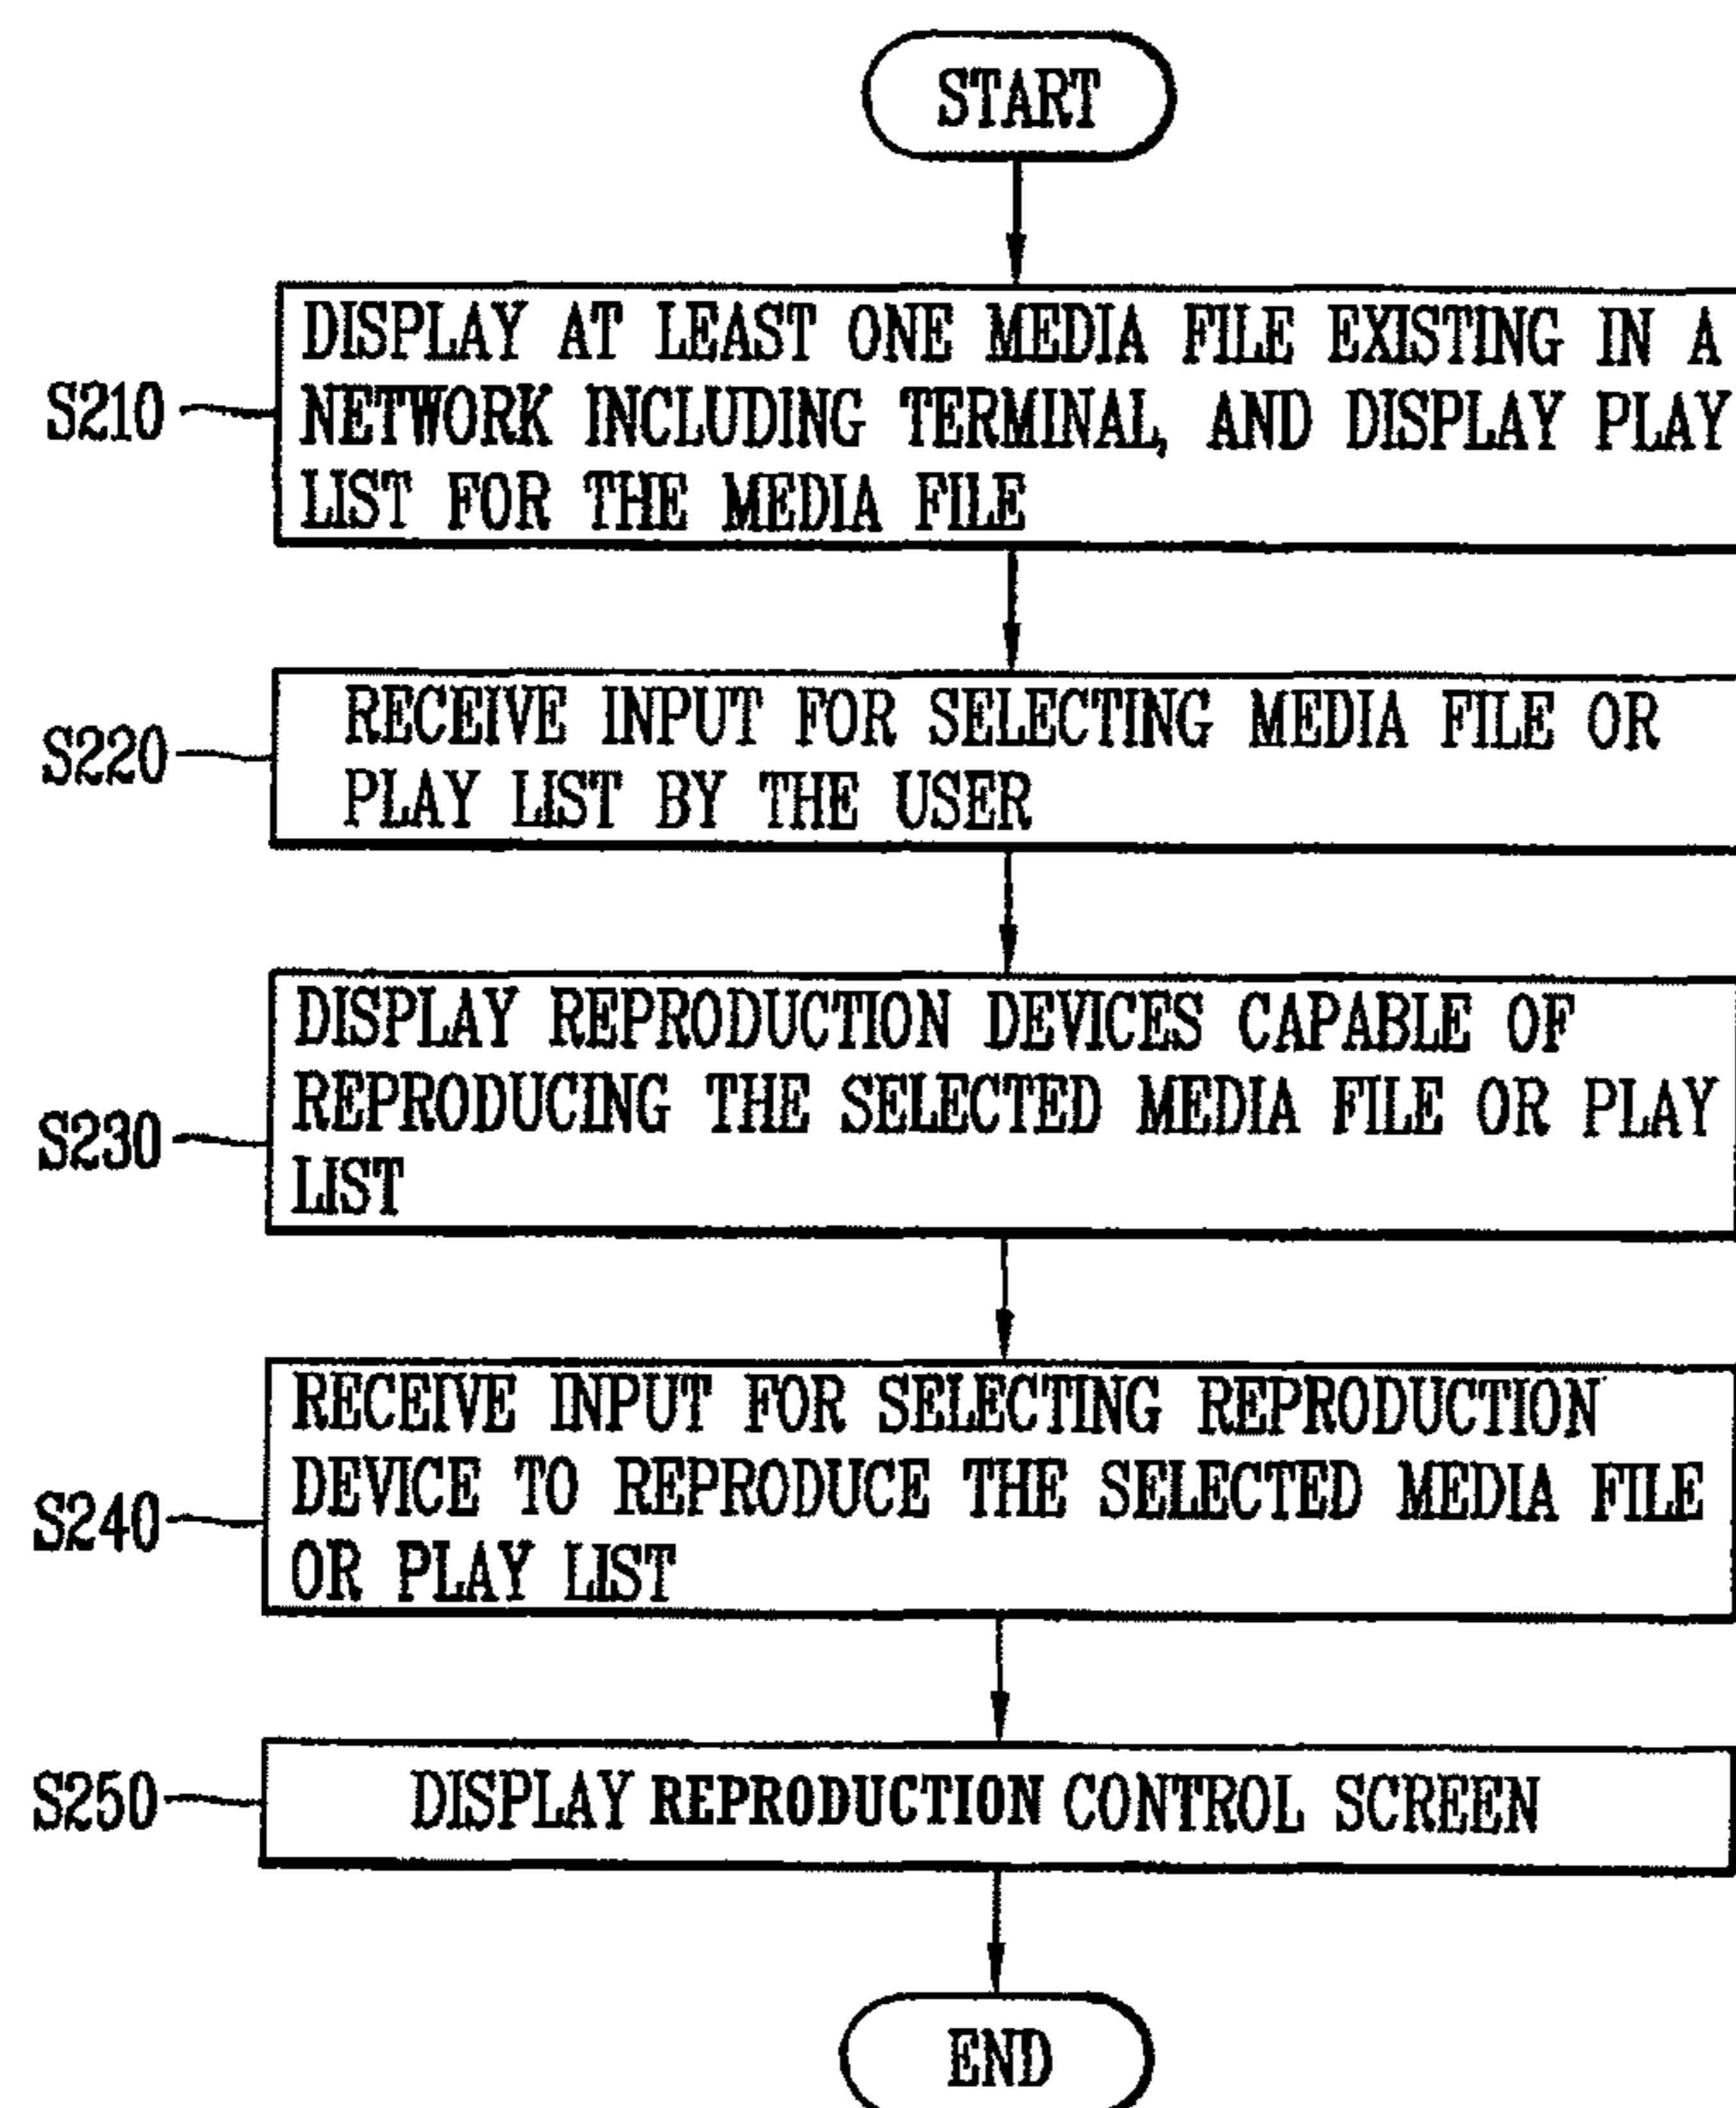 START
S210
DISPLAY AT LEAST ONE MEDIA FILE EXISTING IN A
NETWORK INCLUDING TERMINAL, AND DISPLAY PLAY
LIST FOR THE MEDIA FILE
S220
RECEIVE INPUT FOR SELECTING MEDIA FILE OR
PLAY LIST BY THE USER
S230
DISPLAY REPRODUCTION DEVICES CAPABLE OF
REPRODUCING THE SELECTED MEDIA FILE OR PLAY
LIST
S240
RECEIVE INPUT FOR SELECTING REPRODUCTION
DEVICE TO REPRODUCE THE SELECTED MEDIA FILE
OR PLAY LIST
S250
DISPLAY REPRODUCTION CONTROL SCREEN
END